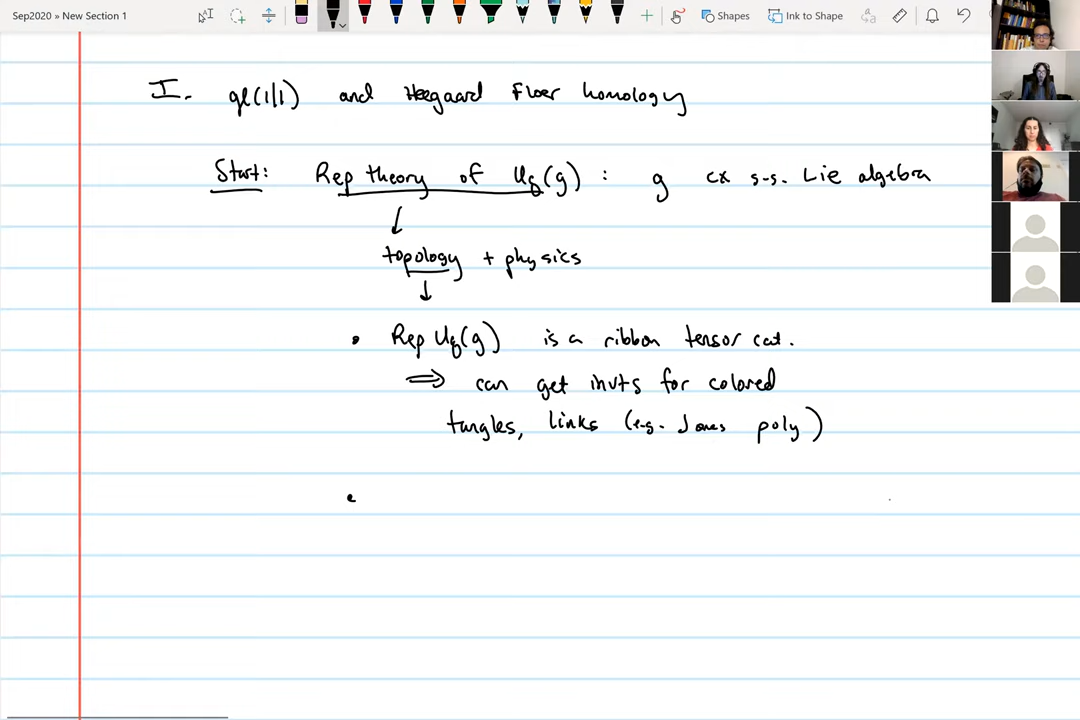 Sep2020 » New Section 1
Shapes
Ink to Shape
I. gl(1|1) and Heegaard Floer homology
Start: Rep theory of Uq(g) : g cx s.s. Lie algebra
↓
topology + physics
↓
• Rep Uq(g) is a ribbon tensor cat.
⟹ can get invts for colored
tangles, links (e.g. Jones poly)
•